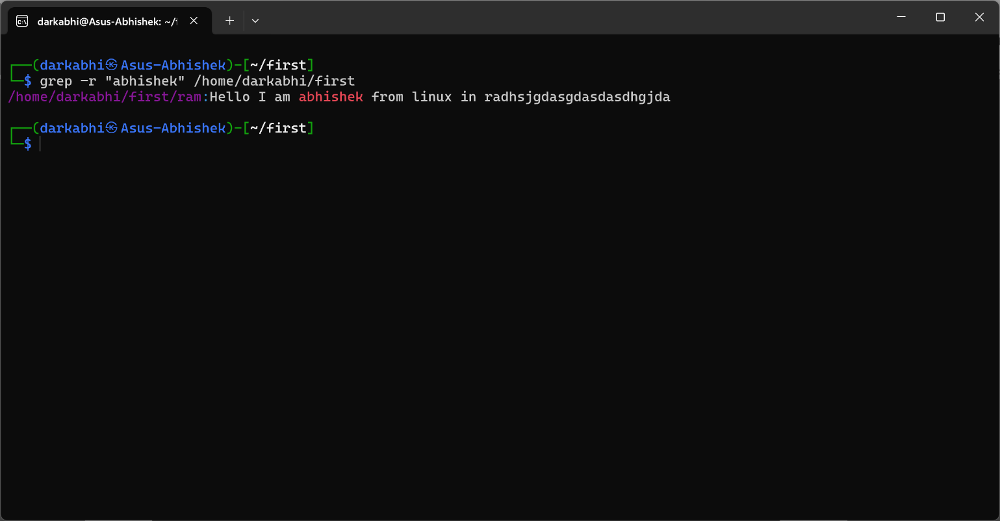 darkabhi@Asus-Abhishek: ~/
┌──(darkabhi㉿Asus-Abhishek)-[~/first]
└─$ grep -r "abhishek" /home/darkabhi/first
/home/darkabhi/first/ram:Hello I am abhishek from linux in radhsjgdasgdasdasdhgjda
┌──(darkabhi㉿Asus-Abhishek)-[~/first]
└─$